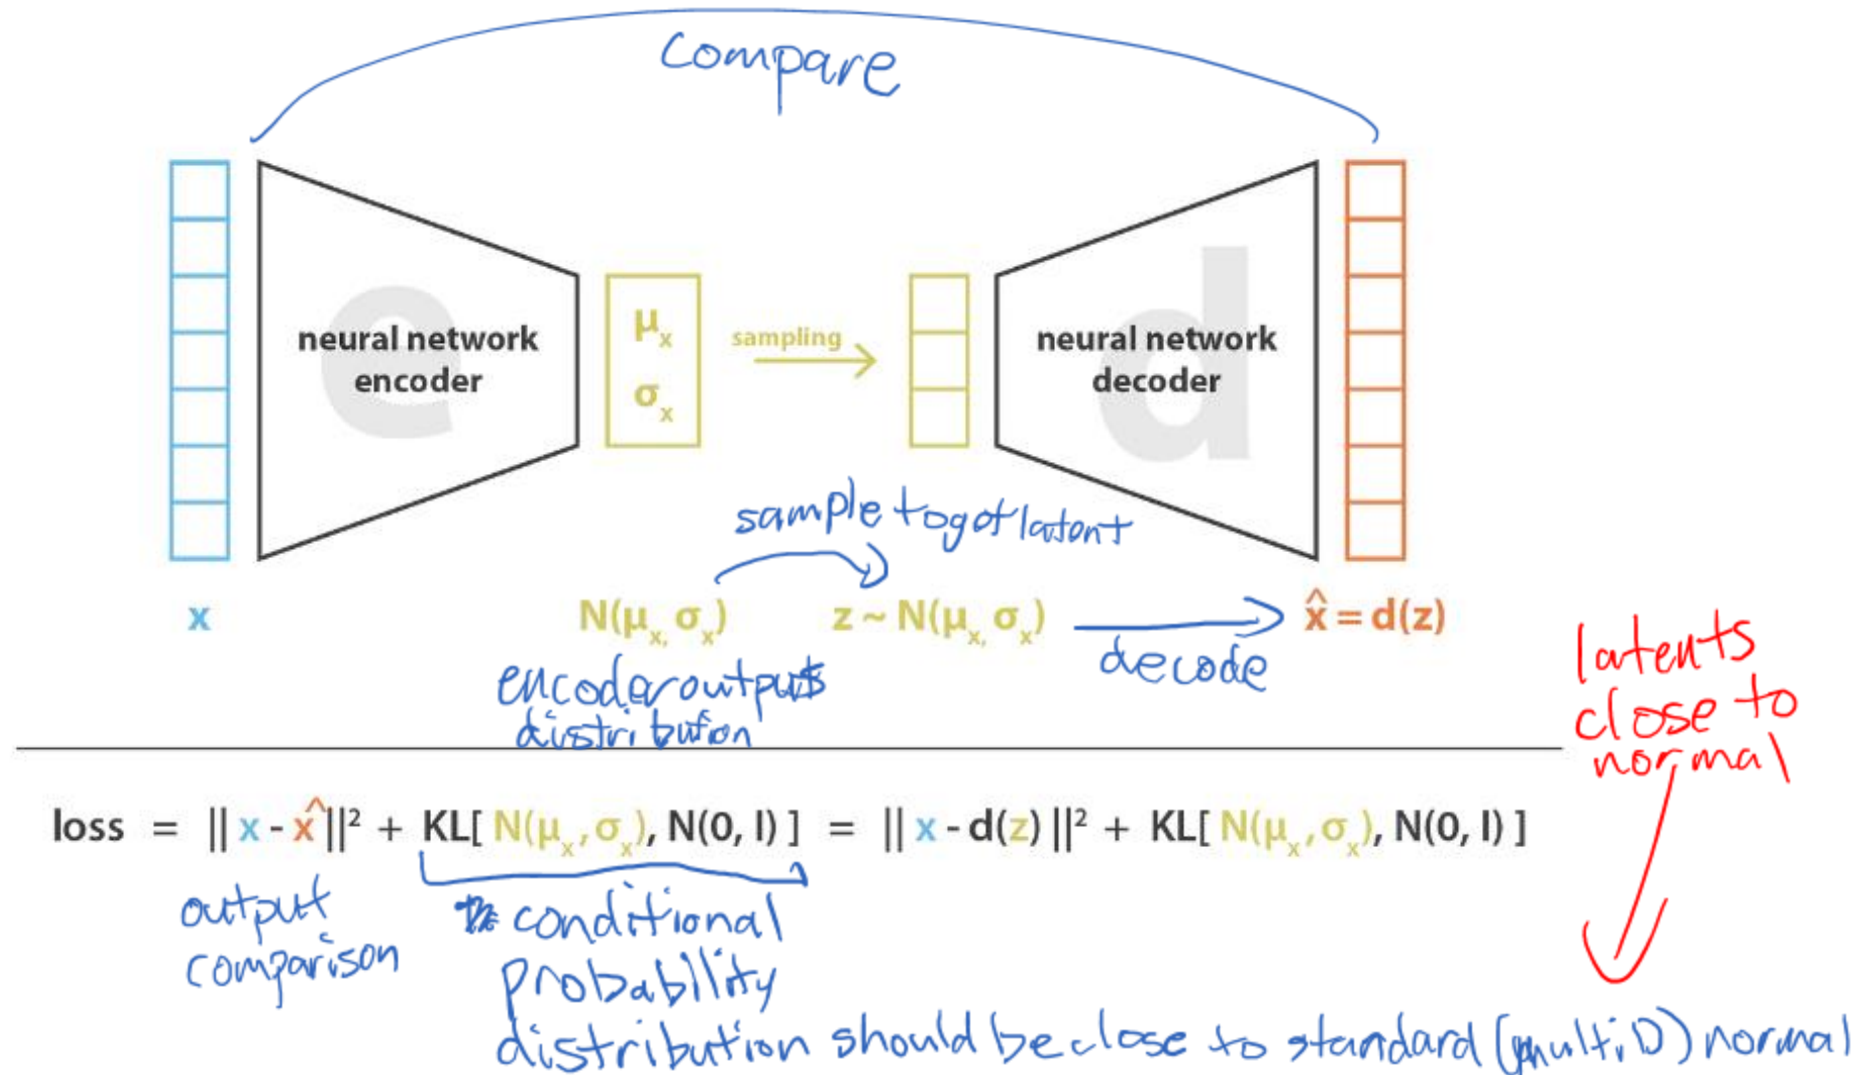 compare
neural network
encoder
μx
σx
sampling
neural network
decoder
sample to get latent
x
N(μx, σx)
z ~ N(μx, σx)
x̂ = d(z)
decode
encoder outputs
distribution
latents
close to
normal
loss = || x - x̂ ||² + KL[ N(μx, σx), N(0, I) ] = || x - d(z) ||² + KL[ N(μx, σx), N(0, I) ]
output
comparison
conditional
probability
distribution should be close to standard (multiD) normal